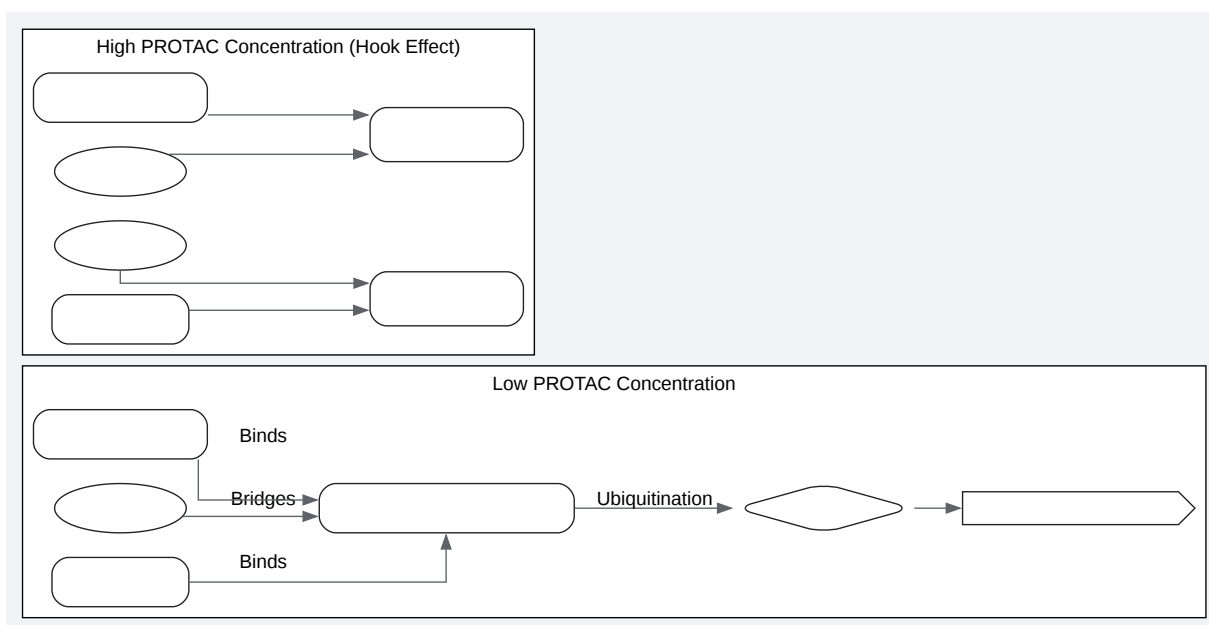 High PROTAC Concentration (Hook Effect)
Low PROTAC Concentration
Binds
Bridges
Ubiquitination
Binds